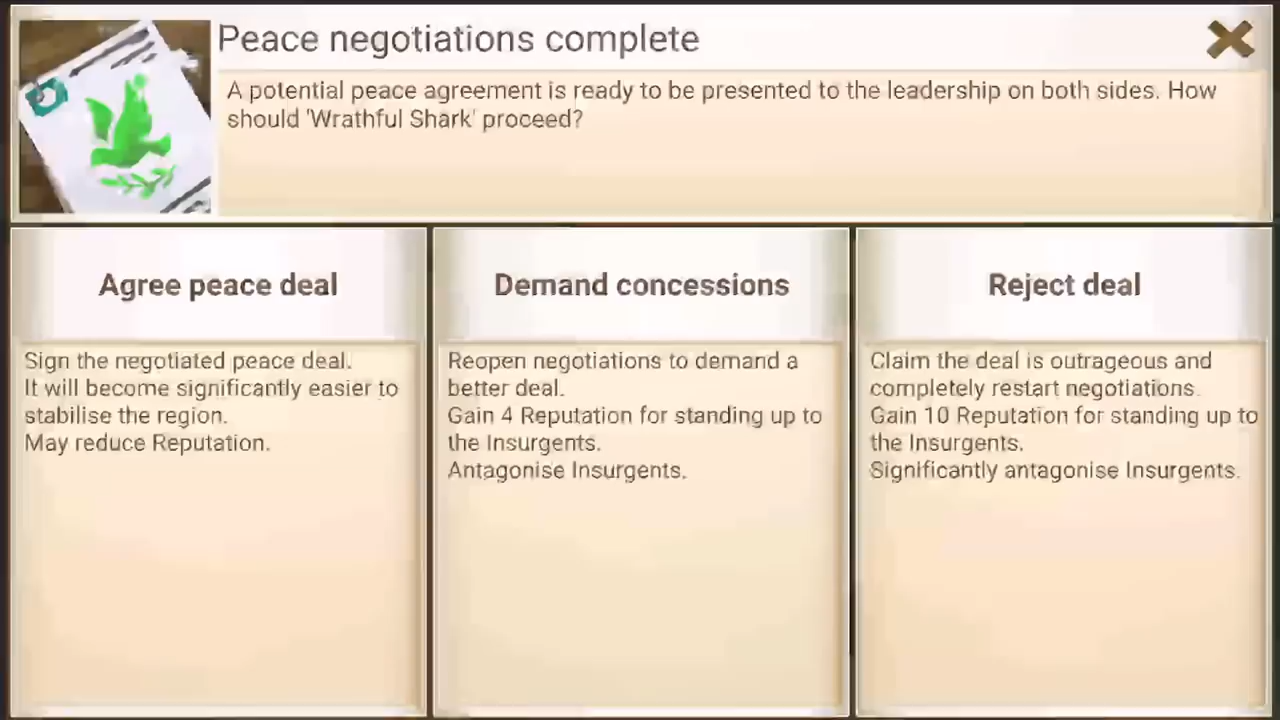 Peace negotiations complete
A potential peace agreement is ready to be presented to the leadership on both sides. How
should 'Wrathful Shark' proceed?
Agree peace deal
Sign the negotiated peace deal.
It will become significantly easier to
stabilise the region.
May reduce Reputation.
Demand concessions
Reopen negotiations to demand a
better deal.
Gain 4 Reputation for standing up to
the Insurgents.
Antagonise Insurgents.
Reject deal
Claim the deal is outrageous and
completely restart negotiations.
Gain 10 Reputation for standing up to
the Insurgents.
Significantly antagonise Insurgents.